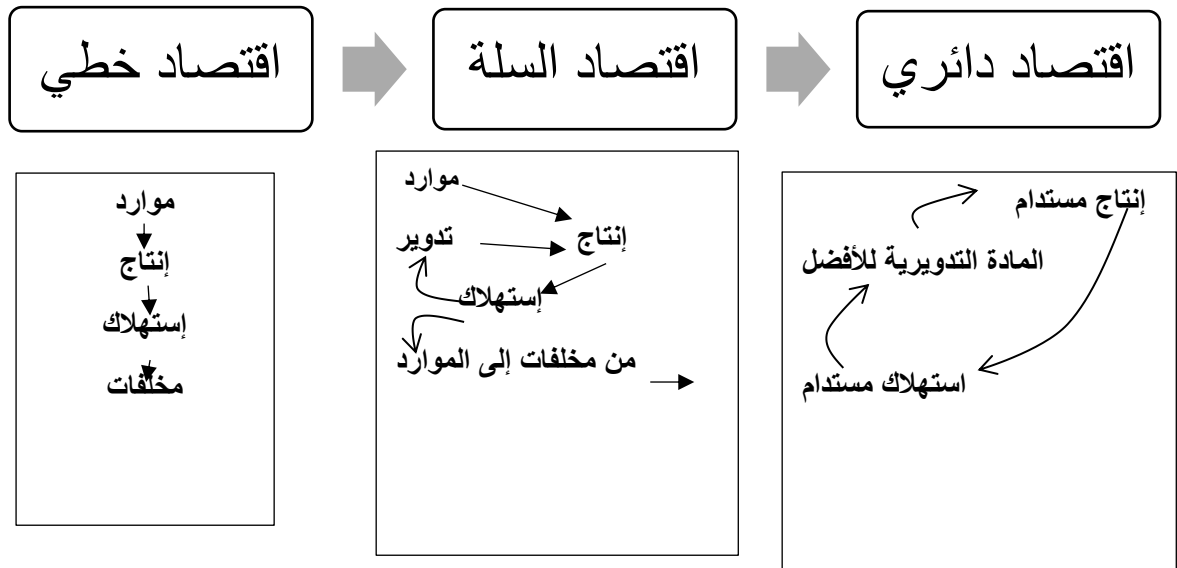 اقتصاد خطي
اقتصاد السلة
اقتصاد دائري
موارد
إنتاج
إستهلاك
مخلفات
موارد
إنتاج
تدوير
إستهلاك
من مخلفات إلى الموارد
إنتاج مستدام
المادة التدويرية للأفضل
استهلاك مستدام